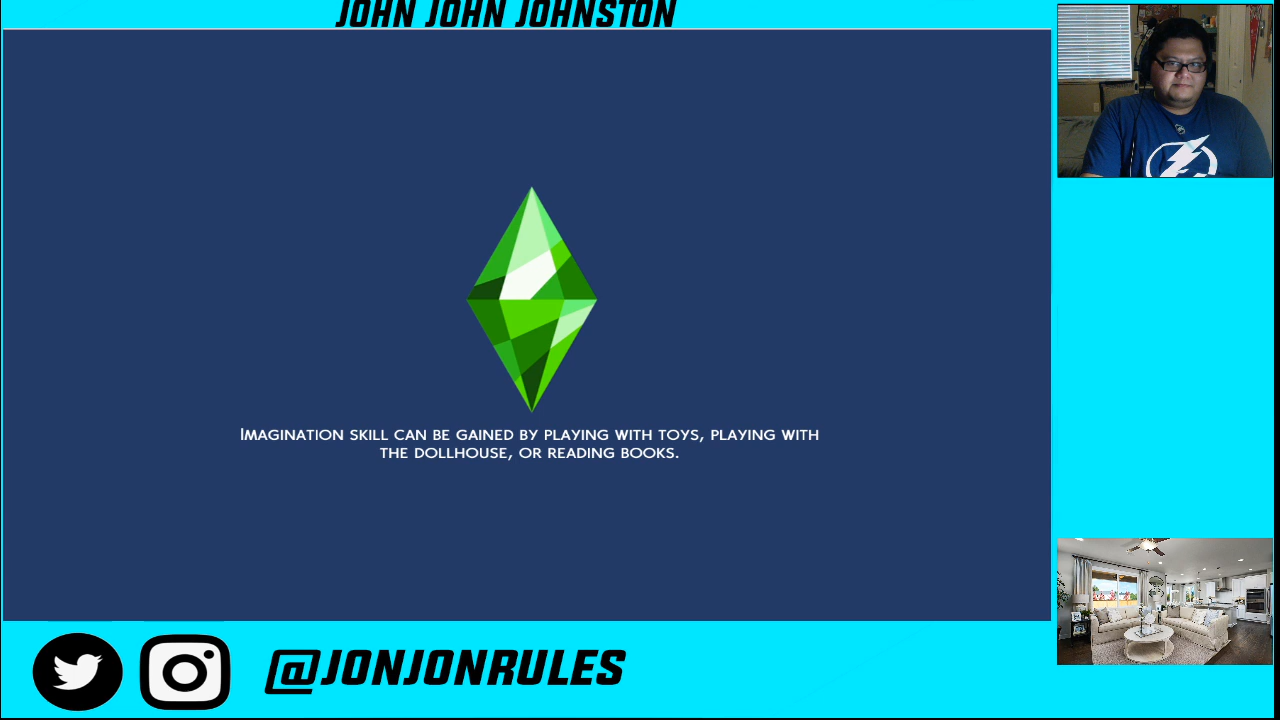 JOHN JOHN JOHNSTON
IMAGINATION SKILL CAN BE GAINED BY PLAYING WITH TOYS, PLAYING WITH
THE DOLLHOUSE, OR READING BOOKS.
@JONJONRULES